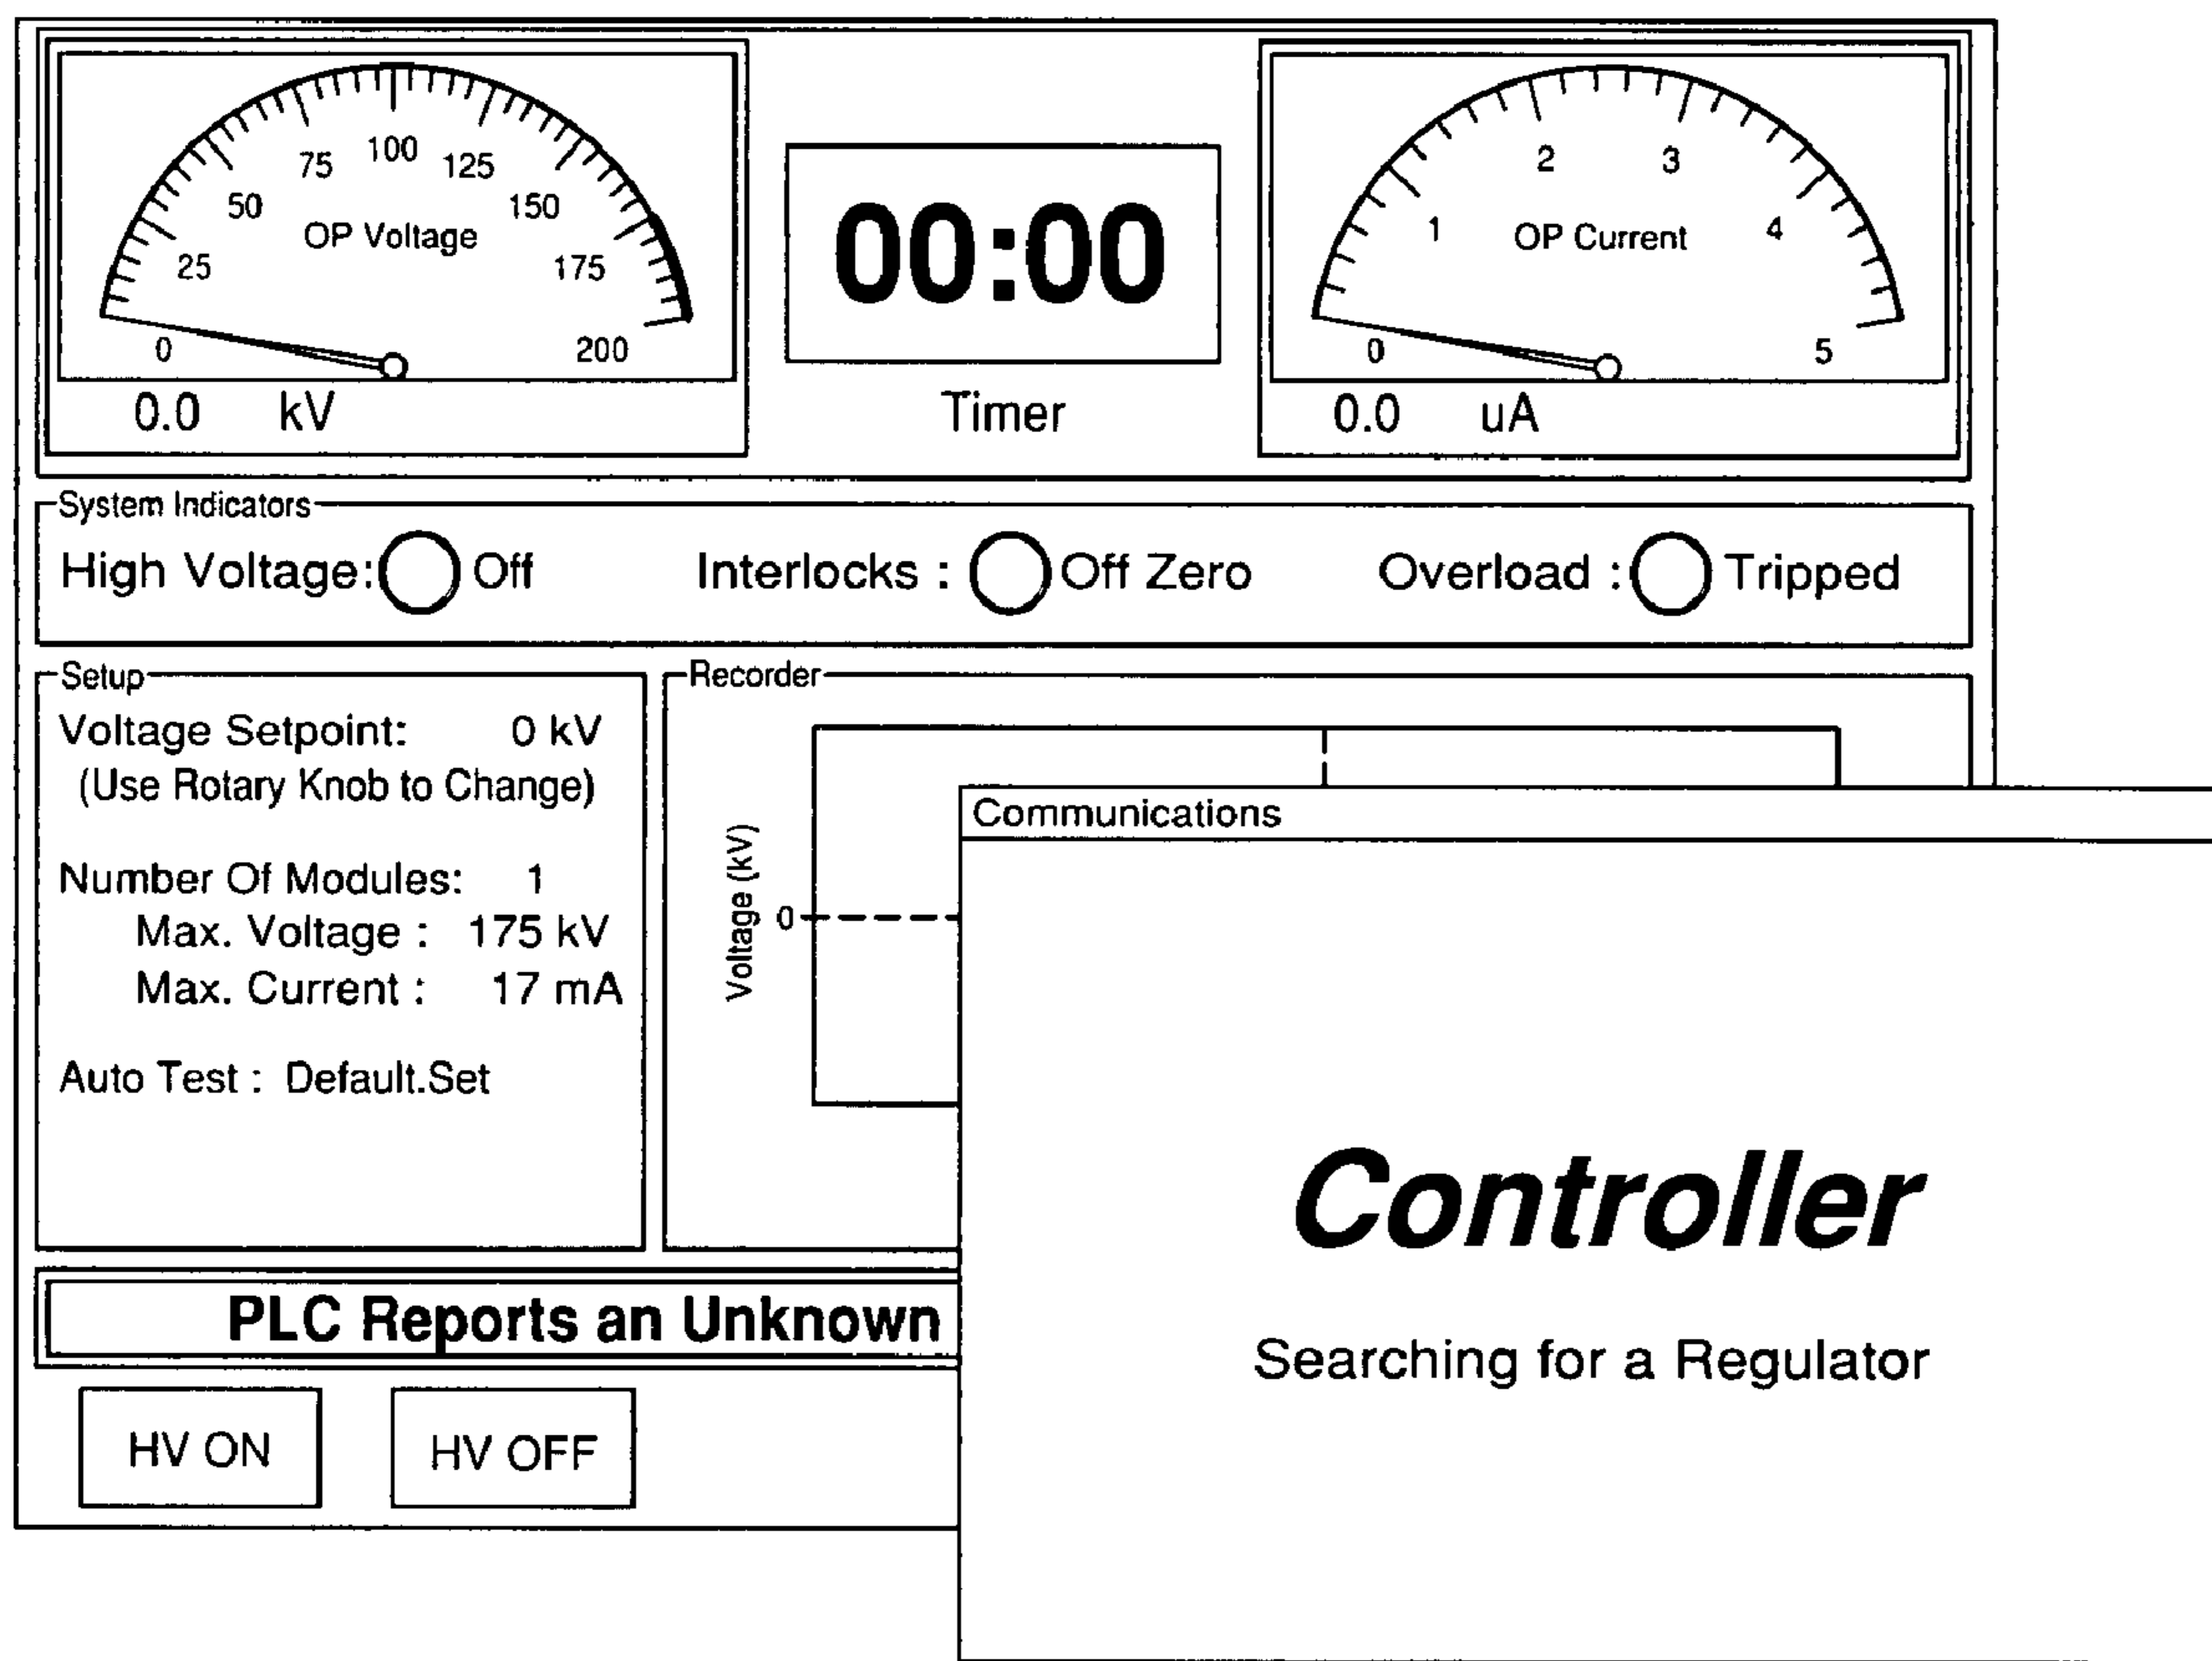 75 100 125
50 150
OP Voltage
25 175
0 200
0.0 kV
00:00
Timer
2 3
1 4
OP Current
0 5
0.0 uA
System Indicators
High Voltage: Off Interlocks : Off Zero Overload : Tripped
Setup
Voltage Setpoint: 0 kV
(Use Rotary Knob to Change)
Number Of Modules: 1
Max. Voltage : 175 kV
Max. Current : 17 mA
Auto Test : Default.Set
Recorder
Voltage (kV)
0
Communications
Controller
Searching for a Regulator
PLC Reports an Unknown
HV ON HV OFF